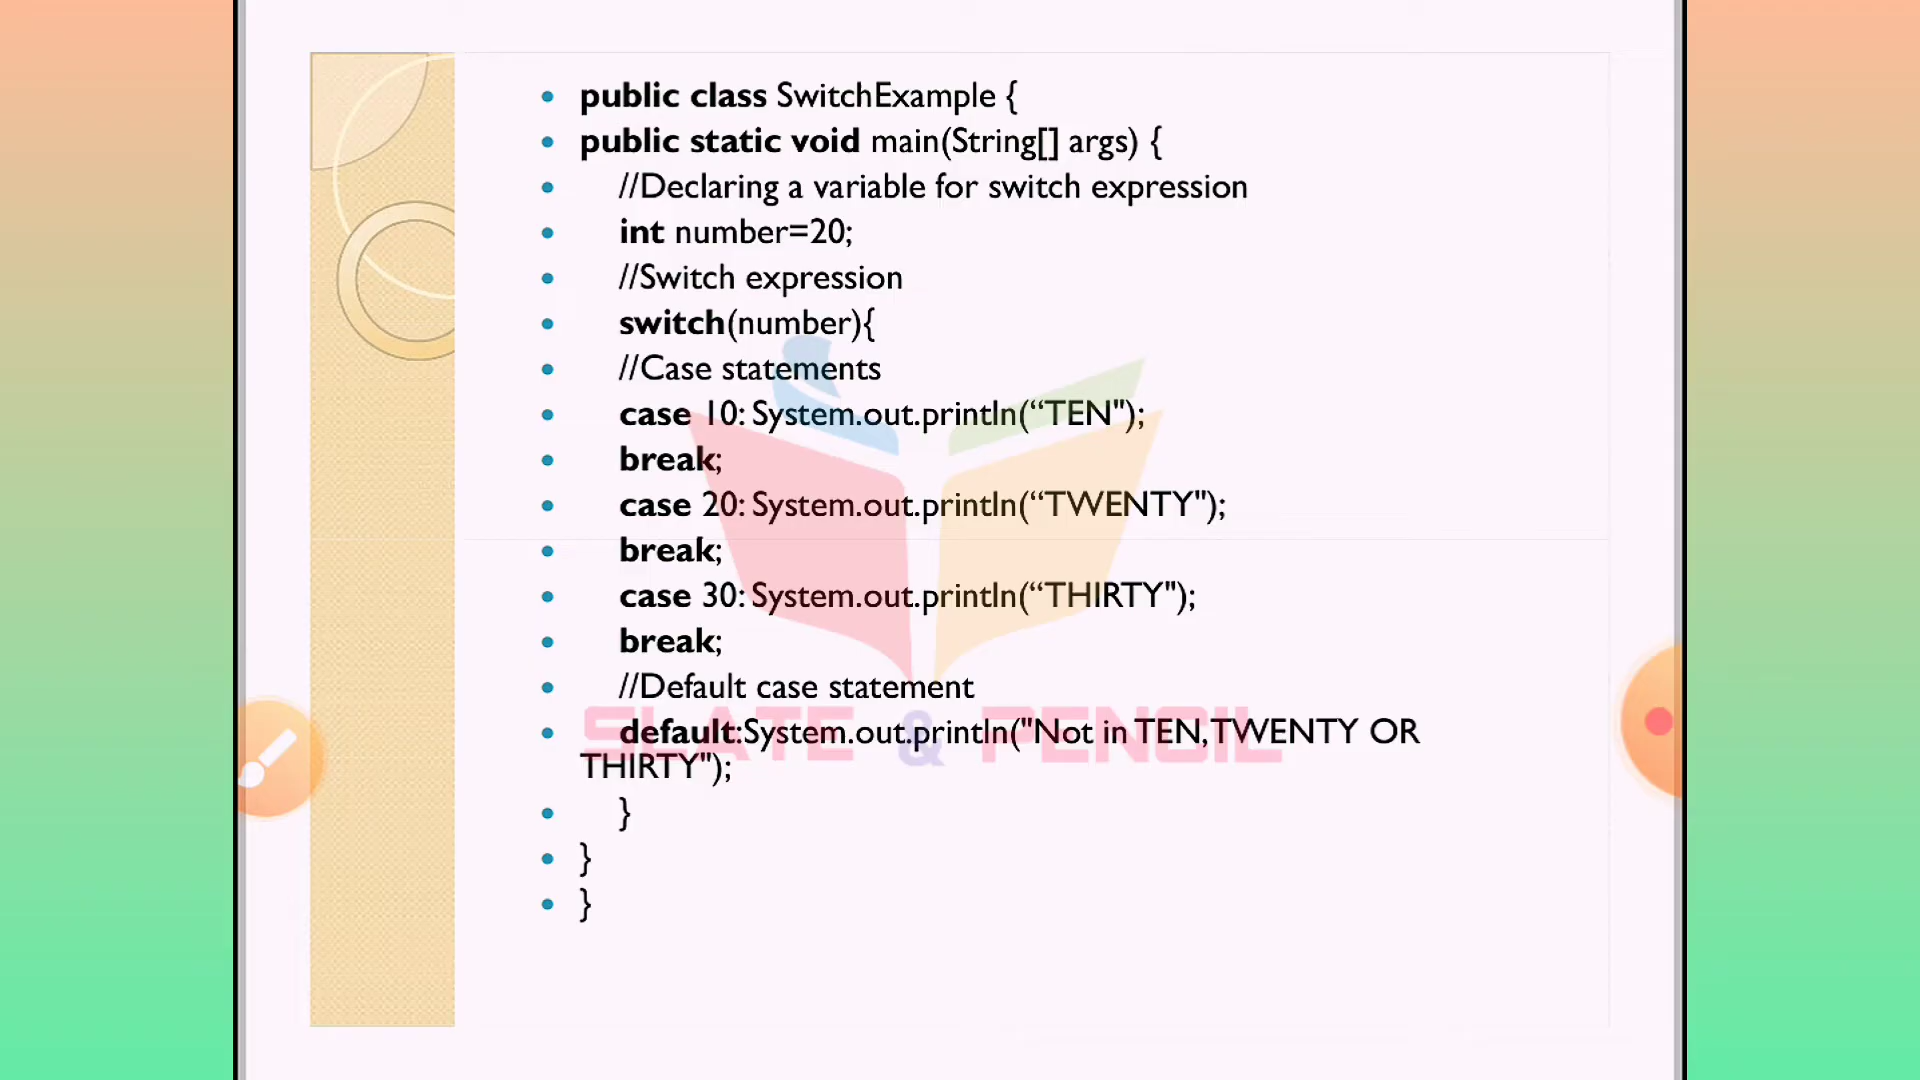 • public class SwitchExample {
• public static void main(String[] args) {
• //Declaring a variable for switch expression
• int number=20;
• //Switch expression
• switch(number){
• //Case statements
• case 10: System.out.println(“TEN");
• break;
• case 20: System.out.println(“TWENTY");
• break;
• case 30: System.out.println(“THIRTY");
• break;
• //Default case statement
• default:System.out.println("Not in TEN,TWENTY OR
THIRTY");
• }
• }
• }
SLATE & PENCIL